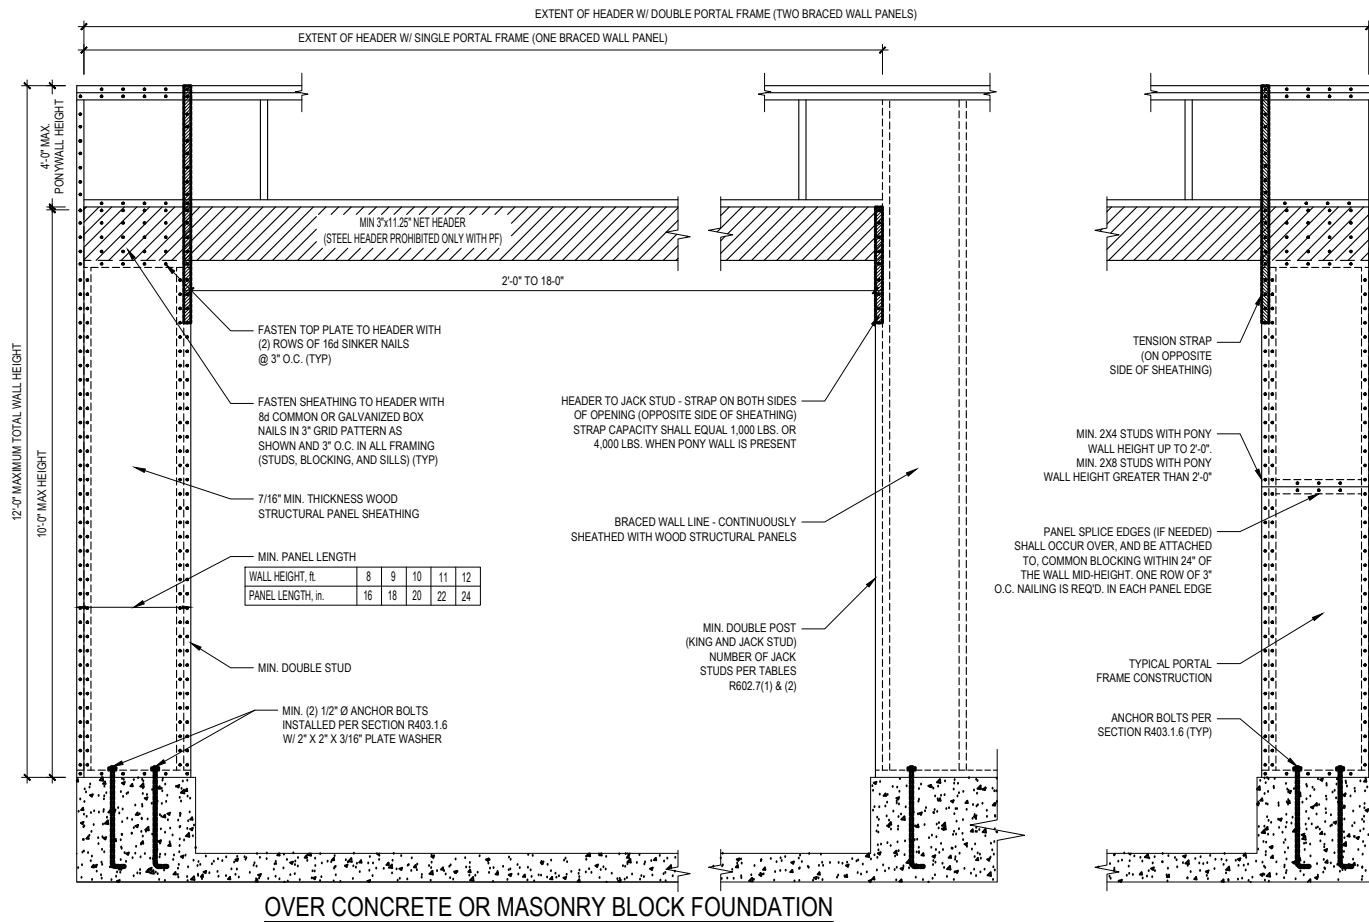 EXTENT OF HEADER W/ DOUBLE PORTAL FRAME (TWO BRACED WALL PANELS)
EXTENT OF HEADER W/ SINGLE PORTAL FRAME (ONE BRACED WALL PANEL)
4'-0" MAX.
PONYWALL HEIGHT
12'-0" MAXIMUM TOTAL WALL HEIGHT
10'-0" MAX HEIGHT
MIN 3"x11.25" NET HEADER
(STEEL HEADER PROHIBITED ONLY WITH PF)
2'-0" TO 18-0"
FASTEN TOP PLATE TO HEADER WITH
(2) ROWS OF 16d SINKER NAILS
@ 3" O.C. (TYP)
FASTEN SHEATHING TO HEADER WITH
8d COMMON OR GALVANIZED BOX
NAILS IN 3" GRID PATTERN AS
SHOWN AND 3" O.C. IN ALL FRAMING
(STUDS, BLOCKING, AND SILLS) (TYP)
7/16" MIN. THICKNESS WOOD
STRUCTURAL PANEL SHEATHING
MIN. PANEL LENGTH
WALL HEIGHT, ft. 8 9 10 11 12
PANEL LENGTH, in. 16 18 20 22 24
MIN. DOUBLE STUD
MIN. (2) 1/2" Ø ANCHOR BOLTS
INSTALLED PER SECTION R403.1.6
W/ 2" X 2" X 3/16" PLATE WASHER
HEADER TO JACK STUD - STRAP ON BOTH SIDES
OF OPENING (OPPOSITE SIDE OF SHEATHING)
STRAP CAPACITY SHALL EQUAL 1,000 LBS. OR
4,000 LBS. WHEN PONY WALL IS PRESENT
BRACED WALL LINE - CONTINUOUSLY
SHEATHED WITH WOOD STRUCTURAL PANELS
MIN. DOUBLE POST
(KING AND JACK STUD)
NUMBER OF JACK
STUDS PER TABLES
R602.7(1) & (2)
TENSION STRAP
(ON OPPOSITE
SIDE OF SHEATHING)
MIN. 2X4 STUDS WITH PONY
WALL HEIGHT UP TO 2'-0".
MIN. 2X8 STUDS WITH PONY
WALL HEIGHT GREATER THAN 2'-0"
PANEL SPLICE EDGES (IF NEEDED)
SHALL OCCUR OVER, AND BE ATTACHED
TO, COMMON BLOCKING WITHIN 24" OF
THE WALL MID-HEIGHT. ONE ROW OF 3"
O.C. NAILING IS REQ'D. IN EACH PANEL EDGE
TYPICAL PORTAL
FRAME CONSTRUCTION
ANCHOR BOLTS PER
SECTION R403.1.6 (TYP)
OVER CONCRETE OR MASONRY BLOCK FOUNDATION